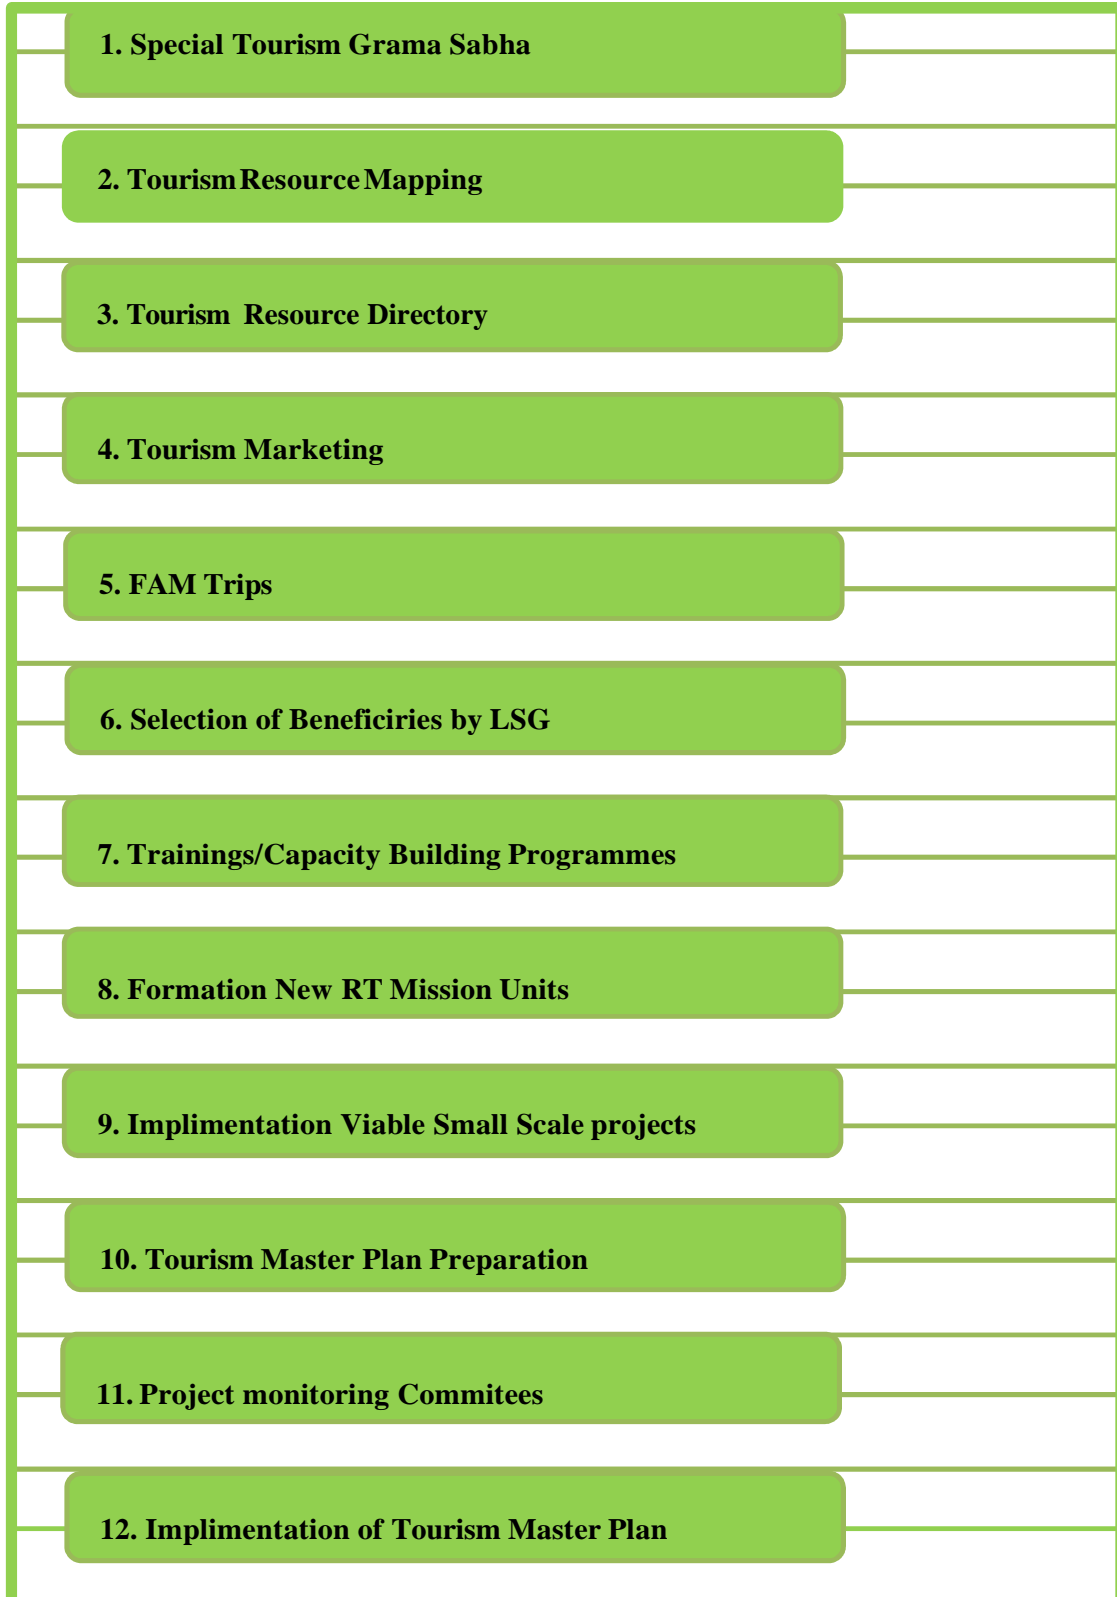 1. Special Tourism Grama Sabha
2. Tourism Resource Mapping
3. Tourism Resource Directory
4. Tourism Marketing
5. FAM Trips
6. Selection of Beneficiries by LSG
7. Trainings/Capacity Building Programmes
8. Formation New RT Mission Units
9. Implimentation Viable Small Scale projects
10. Tourism Master Plan Preparation
11. Project monitoring Commitees
12. Implimentation of Tourism Master Plan